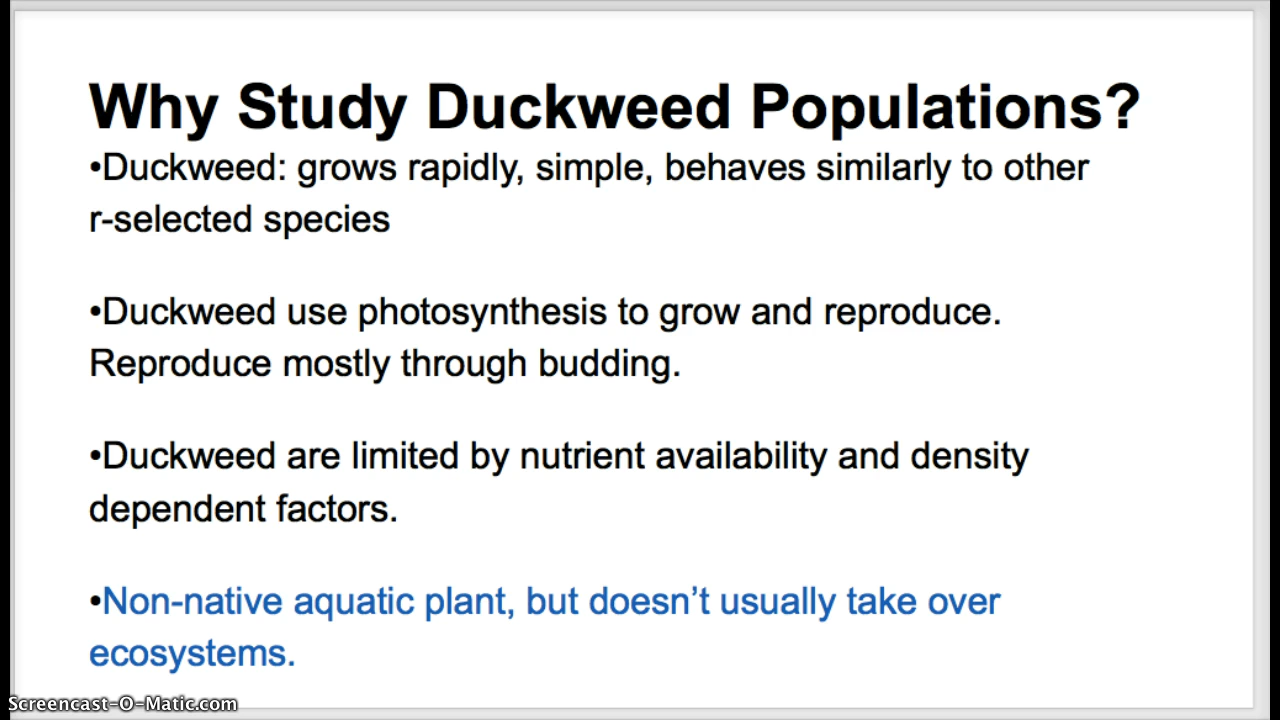 Why Study Duckweed Populations?
•Duckweed: grows rapidly, simple, behaves similarly to other
r-selected species
•Duckweed use photosynthesis to grow and reproduce.
Reproduce mostly through budding.
•Duckweed are limited by nutrient availability and density
dependent factors.
•Non-native aquatic plant, but doesn’t usually take over
ecosystems.
Screencast-O-Matic.com